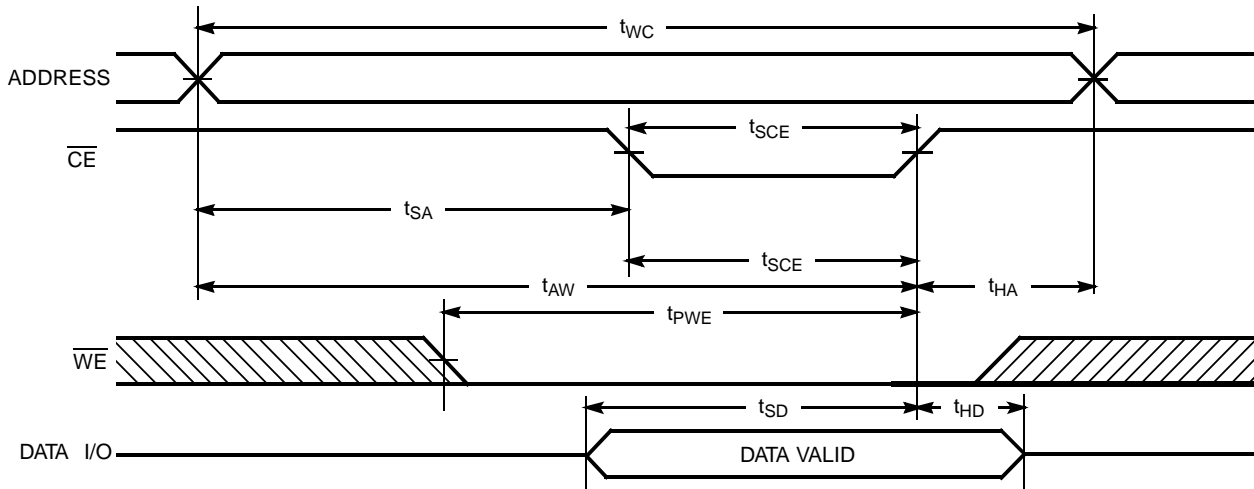 tWC
ADDRESS
tSCE
CE
tSA
tSCE
tAW
tHA
tPWE
WE
tSD
tHD
DATA I/O
DATA VALID